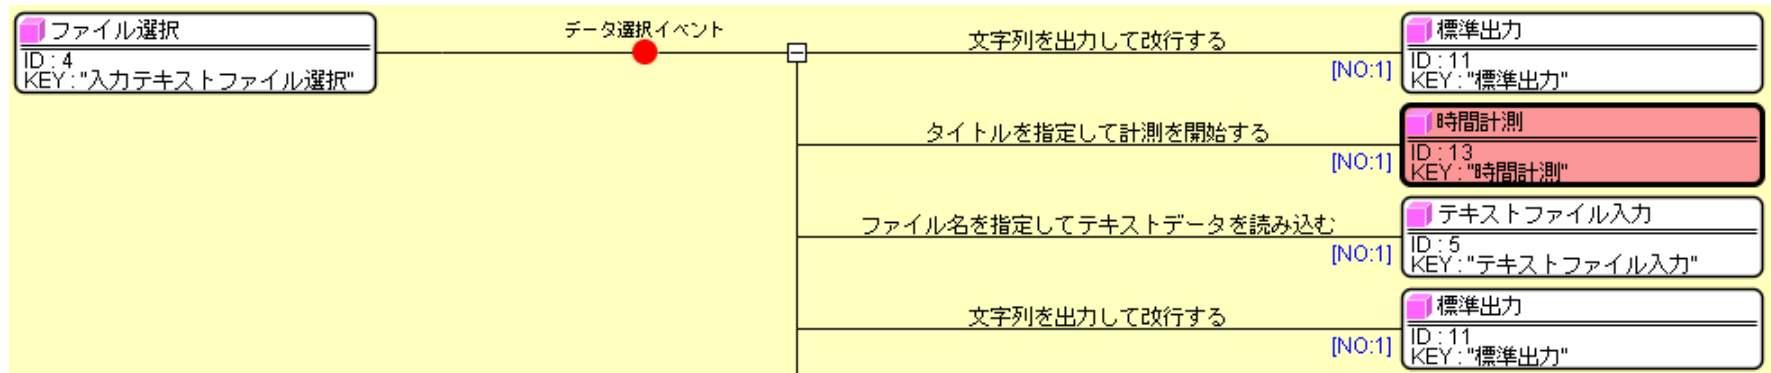 ファイル選択
ID : 4
KEY : "入力テキストファイル選択"
データ選択イベント
文字列を出力して改行する
[NO:1]
標準出力
ID : 11
KEY : "標準出力"
タイトルを指定して計測を開始する
[NO:1]
時間計測
ID : 13
KEY : "時間計測"
ファイル名を指定してテキストデータを読み込む
[NO:1]
テキストファイル入力
ID : 5
KEY : "テキストファイル入力"
文字列を出力して改行する
[NO:1]
標準出力
ID : 11
KEY : "標準出力"